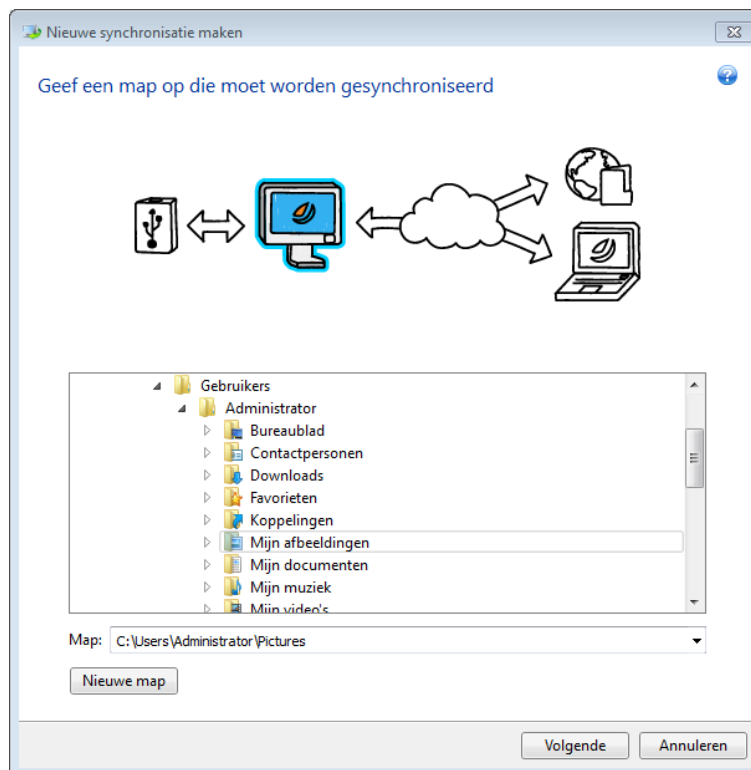 Nieuwe synchronisatie maken
Geef een map op die moet worden gesynchroniseerd
Gebruikers
Administrator
Bureaublad
Contactpersonen
Downloads
Favorieten
Koppelingen
Mijn afbeeldingen
Mijn documenten
Mijn muziek
Mijn video's
Map: C:\Users\Administrator\Pictures
Nieuwe map
Volgende Annuleren